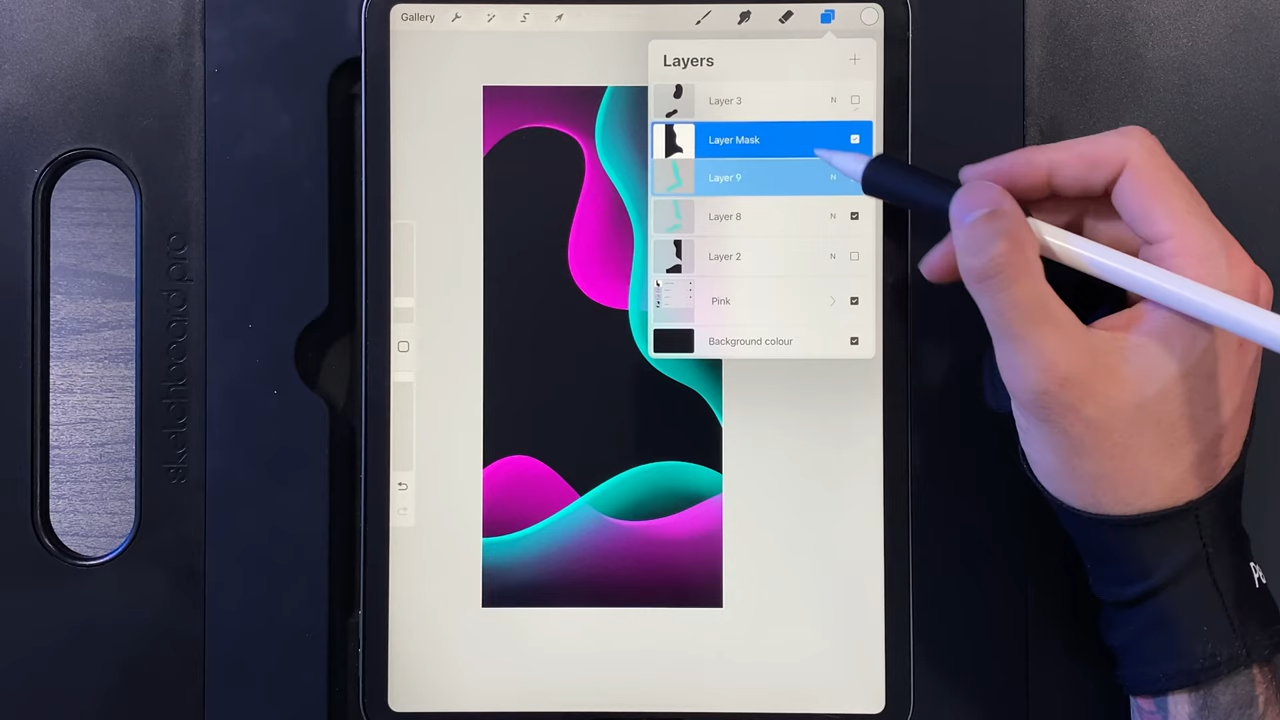 Gallery
Layers
Layer 3 N
Layer Mask
Layer 9 N
Layer 8 N
Layer 2 N
Pink
Background colour
sketchboard pro